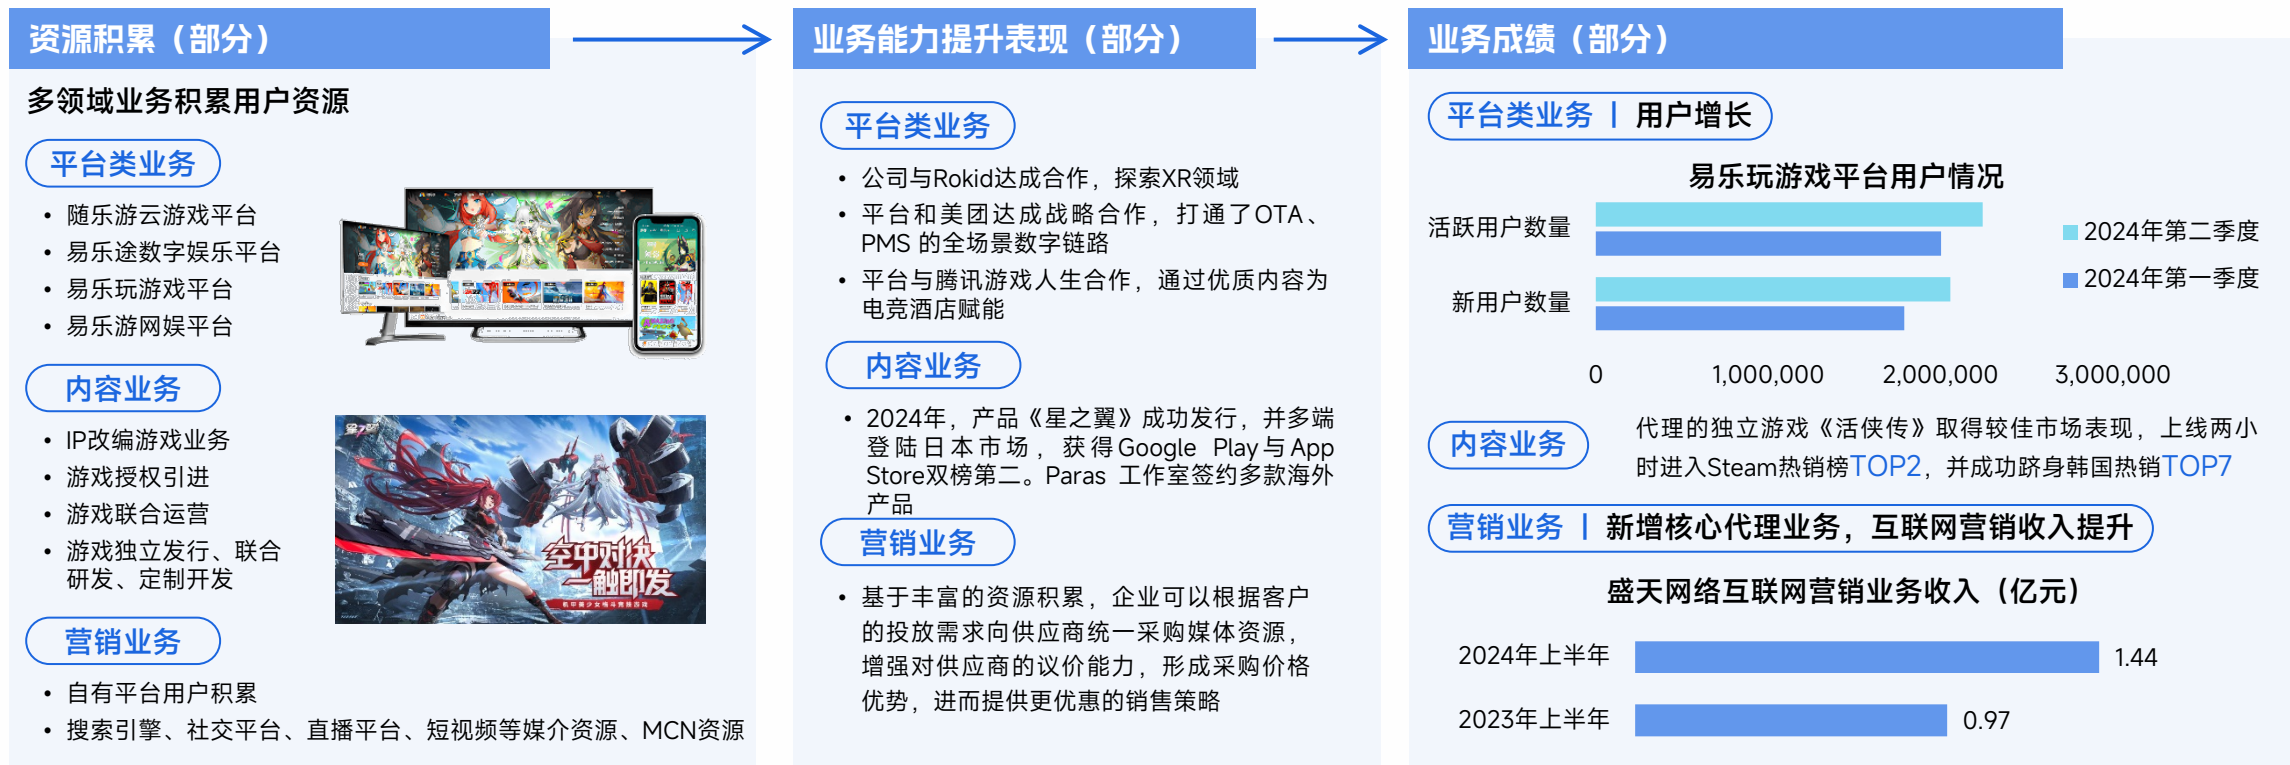 资源积累（部分）
多领域业务积累用户资源
平台类业务
• 随乐游云游戏平台
• 易乐途数字娱乐平台
• 易乐玩游戏平台
• 易乐游网娱平台
内容业务
• IP改编游戏业务
• 游戏授权引进
• 游戏联合运营
• 游戏独立发行、联合
研发、定制开发
星之翼
空中对决
一触即发
机甲美少女格斗竞技游戏
营销业务
• 自有平台用户积累
• 搜索引擎、社交平台、直播平台、短视频等媒介资源、MCN资源
业务能力提升表现（部分）
平台类业务
• 公司与Rokid达成合作，探索XR领域
• 平台和美团达成战略合作，打通了OTA、
PMS 的全场景数字链路
• 平台与腾讯游戏人生合作，通过优质内容为
电竞酒店赋能
内容业务
• 2024年，产品《星之翼》成功发行，并多端
登陆日本市场，获得Google Play与App
Store双榜第二。Paras 工作室签约多款海外
产品
营销业务
• 基于丰富的资源积累，企业可以根据客户
的投放需求向供应商统一采购媒体资源，
增强对供应商的议价能力，形成采购价格
优势，进而提供更优惠的销售策略
业务成绩（部分）
平台类业务丨用户增长
易乐玩游戏平台用户情况
活跃用户数量
新用户数量
2024年第二季度
2024年第一季度
0 1,000,000 2,000,000 3,000,000
内容业务
代理的独立游戏《活侠传》取得较佳市场表现，上线两小
时进入Steam热销榜TOP2，并成功跻身韩国热销TOP7
营销业务丨新增核心代理业务，互联网营销收入提升
盛天网络互联网营销业务收入（亿元）
2024年上半年 1.44
2023年上半年 0.97